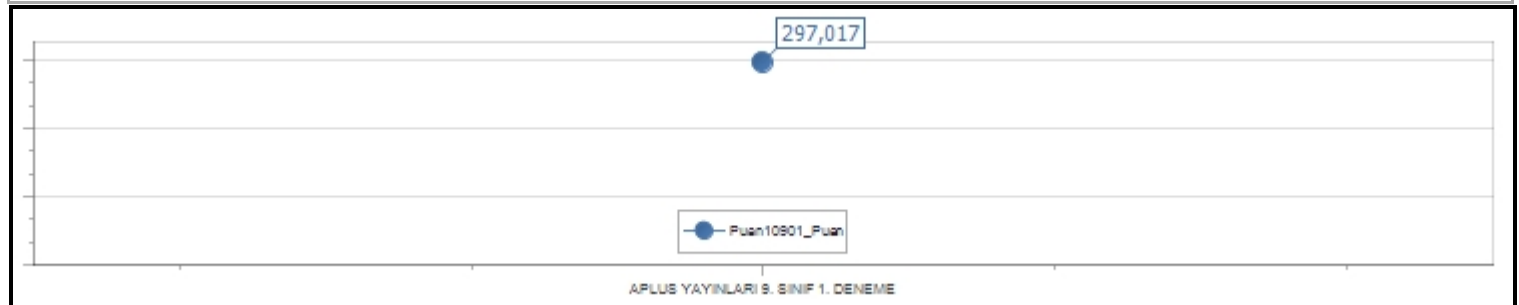 297,017
Puan10901_Puan
APLUS YAYINLARI 9. SINIF 1. DENEME